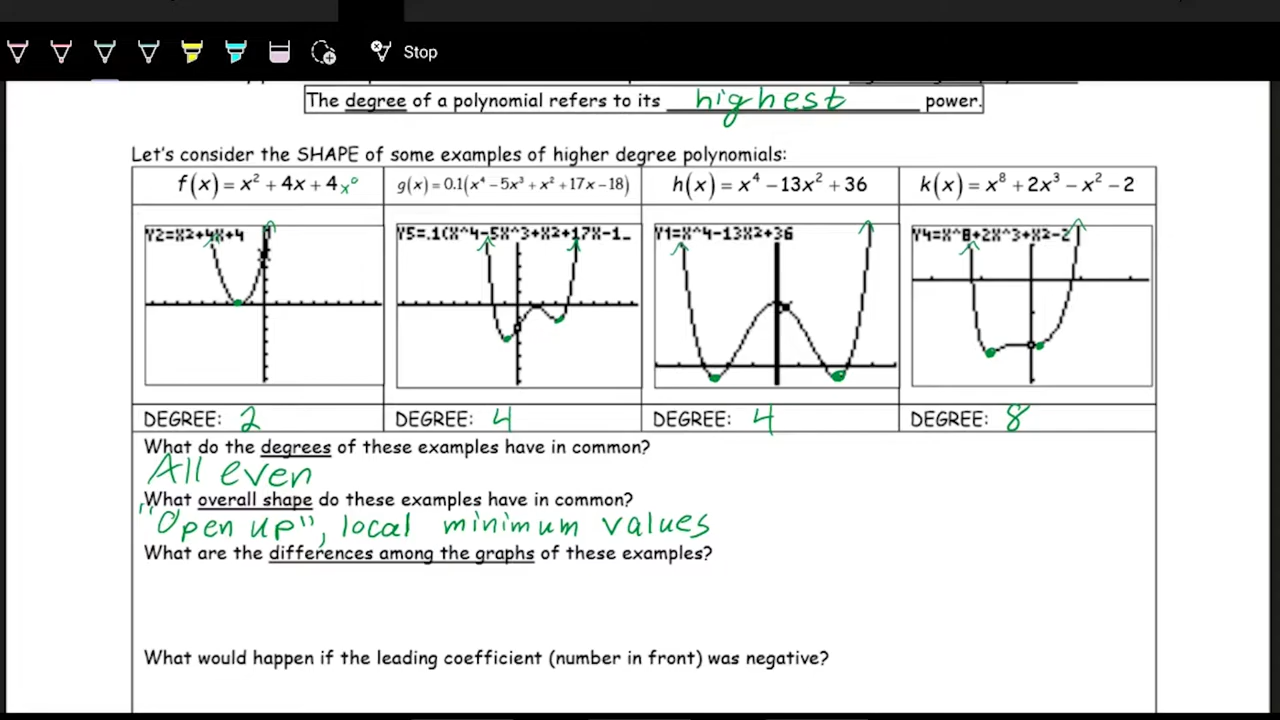 Stop
The degree of a polynomial refers to its highest power.
Let's consider the SHAPE of some examples of higher degree polynomials:
f(x) = x² + 4x + 4x⁰ g(x) = 0.1(x⁴ − 5x³ + x² + 17x − 18) h(x) = x⁴ − 13x² + 36 k(x) = x⁸ + 2x³ − x² − 2
Y2=X2+4X+4 Y5=.1(X^4-5X^3+X2+17X-1… Y1=X^4-13X2+36 Y4=X^8+2X^3+X2-2
DEGREE: 2 DEGREE: 4 DEGREE: 4 DEGREE: 8
What do the degrees of these examples have in common?
All even
What overall shape do these examples have in common?
"Open up", local minimum values
What are the differences among the graphs of these examples?
What would happen if the leading coefficient (number in front) was negative?